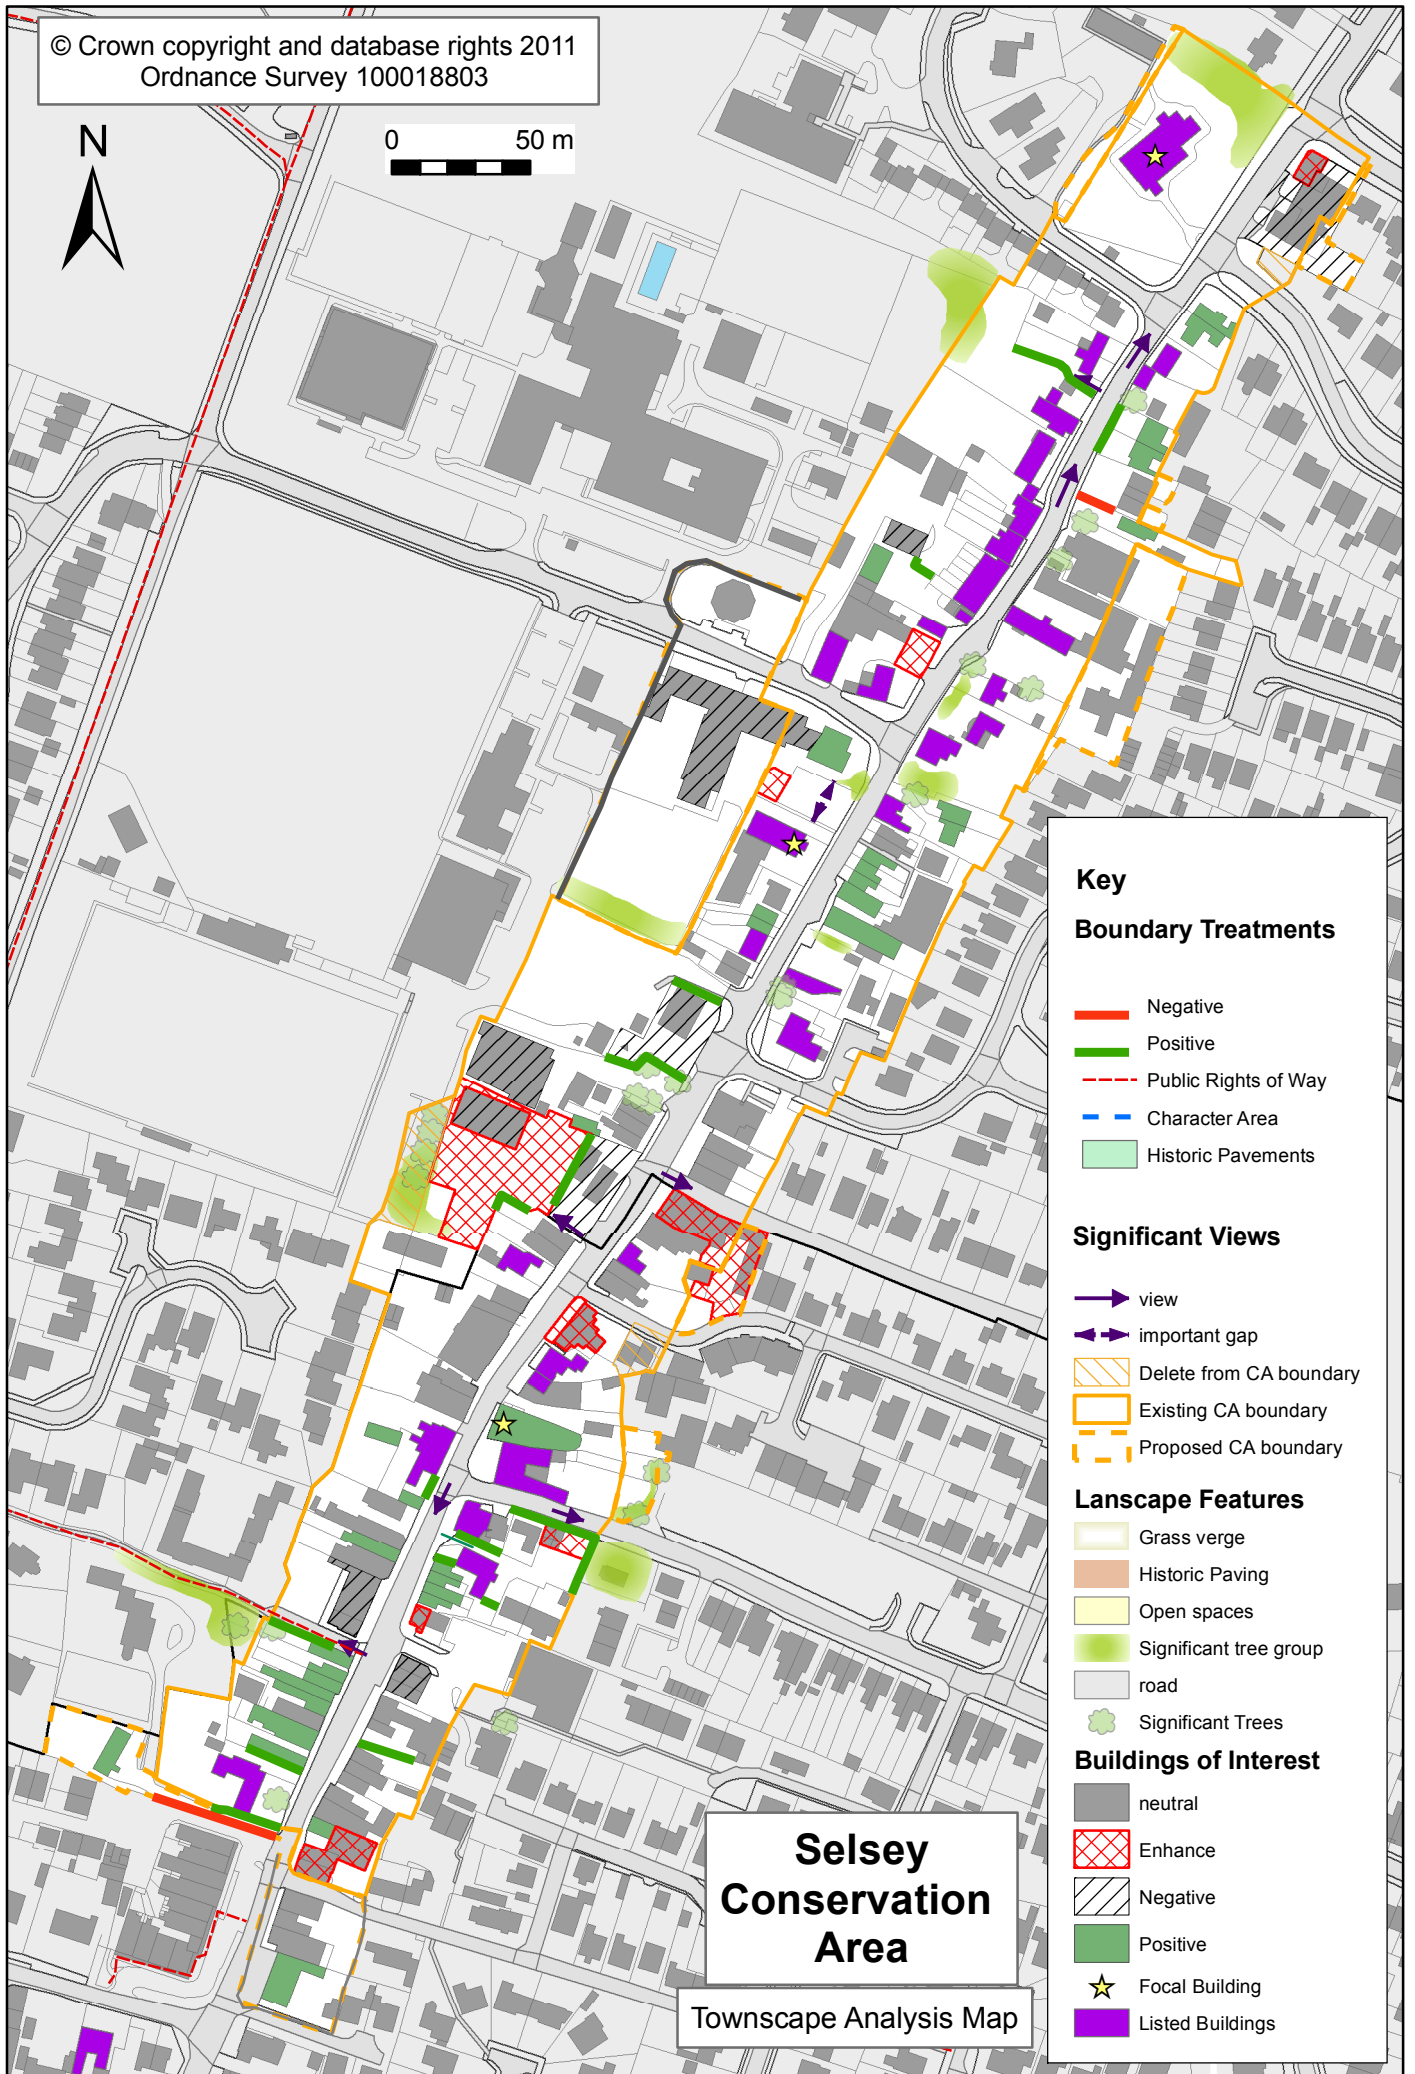 © Crown copyright and database rights 2011
Ordnance Survey 100018803
N
0 50 m
Key
Boundary Treatments
Negative
Positive
Public Rights of Way
Character Area
Historic Pavements
Significant Views
view
important gap
Delete from CA boundary
Existing CA boundary
Proposed CA boundary
Lanscape Features
Grass verge
Historic Paving
Open spaces
Significant tree group
road
Significant Trees
Buildings of Interest
neutral
Enhance
Negative
Positive
Focal Building
Listed Buildings
Selsey
Conservation
Area
Townscape Analysis Map